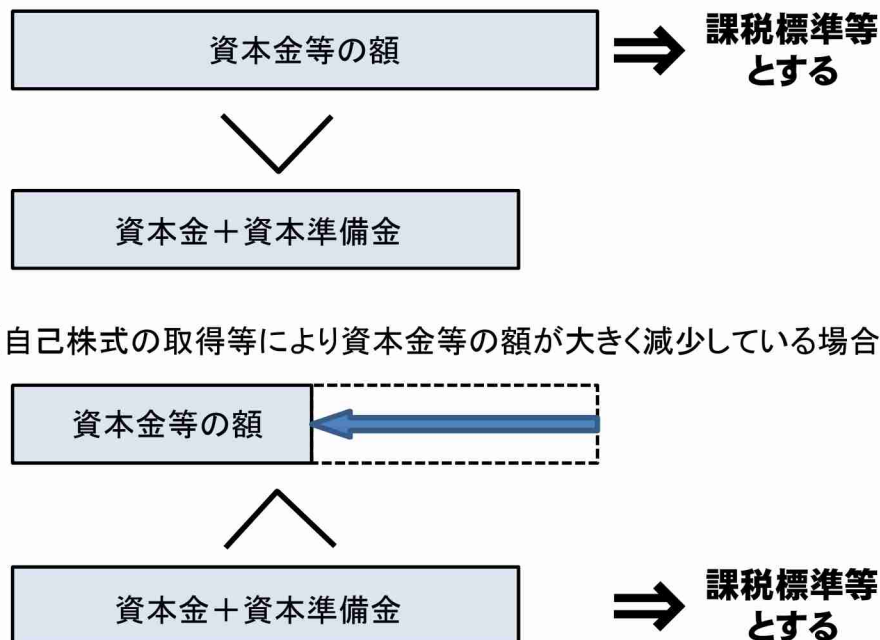 資本金等の額
課税標準等
とする
資本金＋資本準備金
自己株式の取得等により資本金等の額が大きく減少している場合
資本金等の額
資本金＋資本準備金
課税標準等
とする